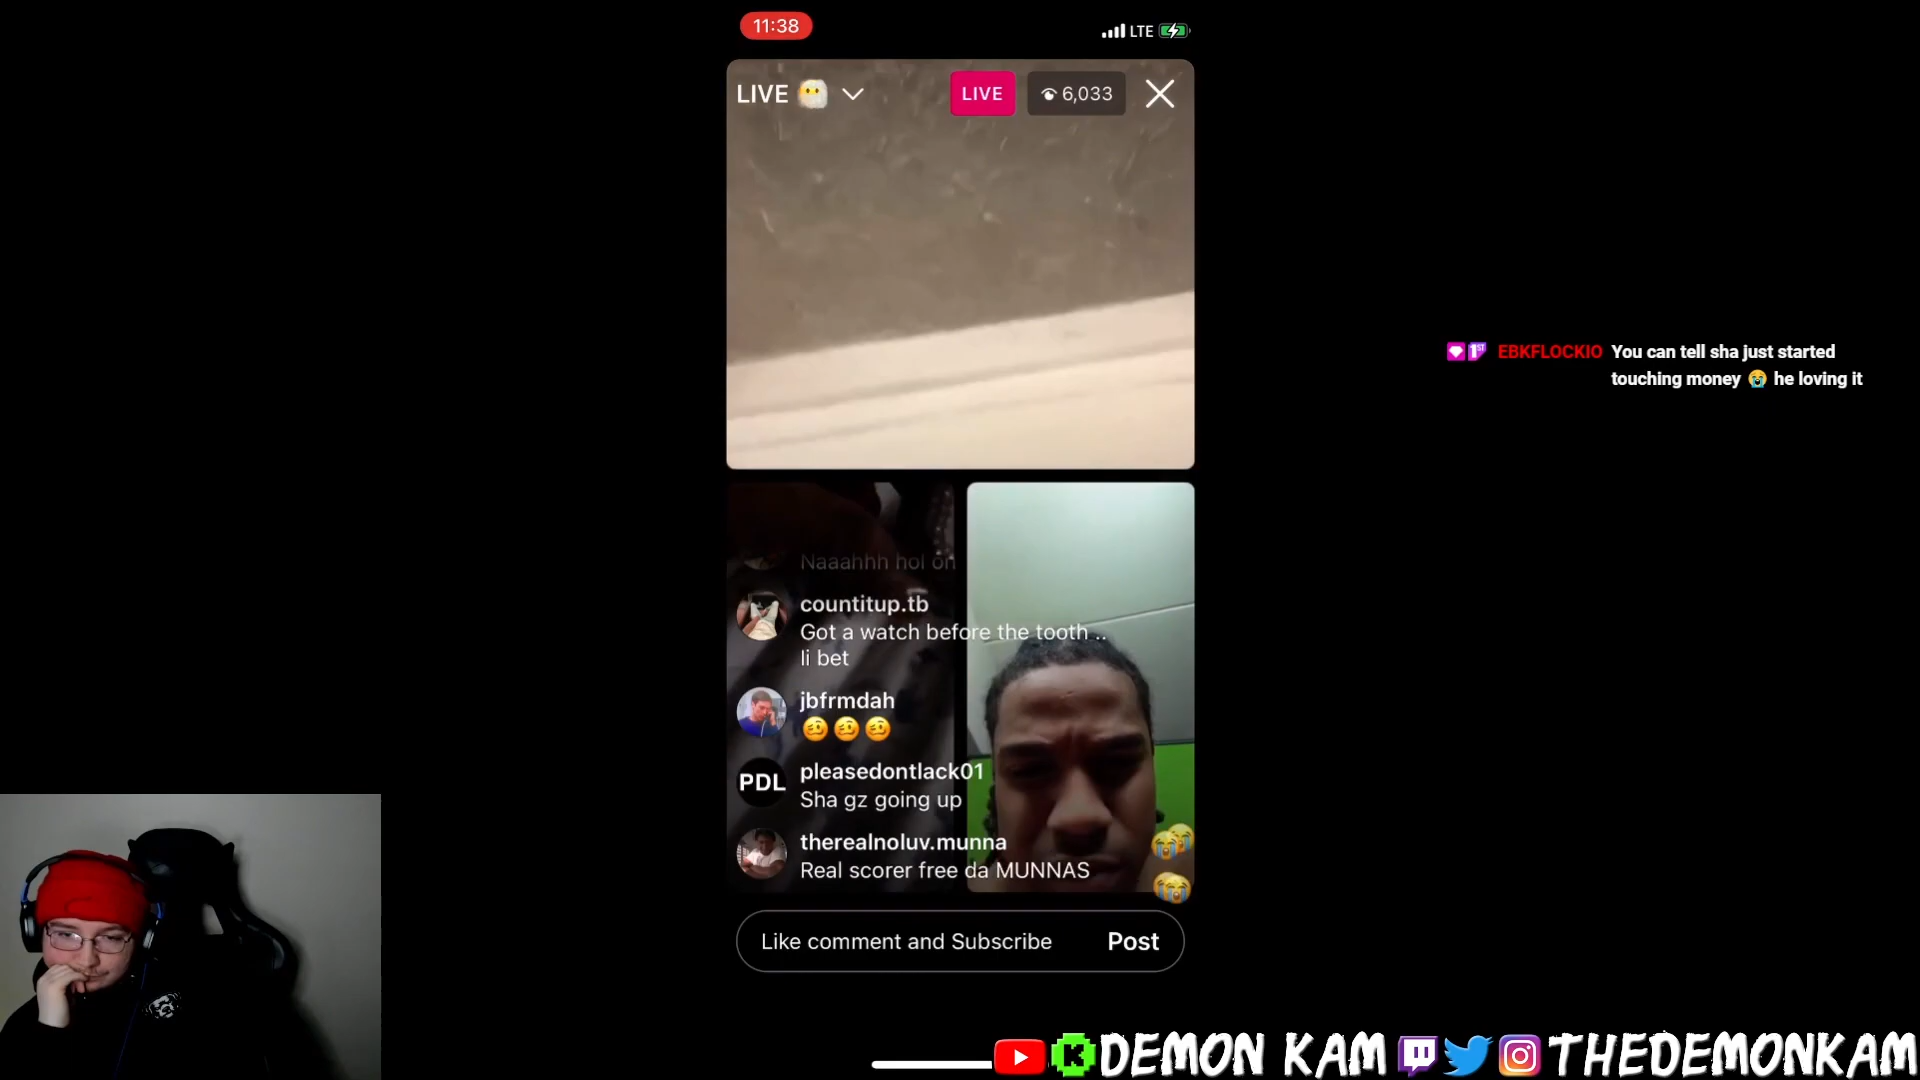 11:38
LTE
LIVE
LIVE
6,033
Naaahhh hol on
countitup.tb
Got a watch before the tooth ..
li bet
jbfrmdah
PDL
pleasedontlack01
Sha gz going up
therealnoluv.munna
Real scorer free da MUNNAS
Like comment and Subscribe
Post
1ST
EBKFLOCKIO You can tell sha just started
touching money 😭 he loving it
K
DEMON KAM
THEDEMONKAM